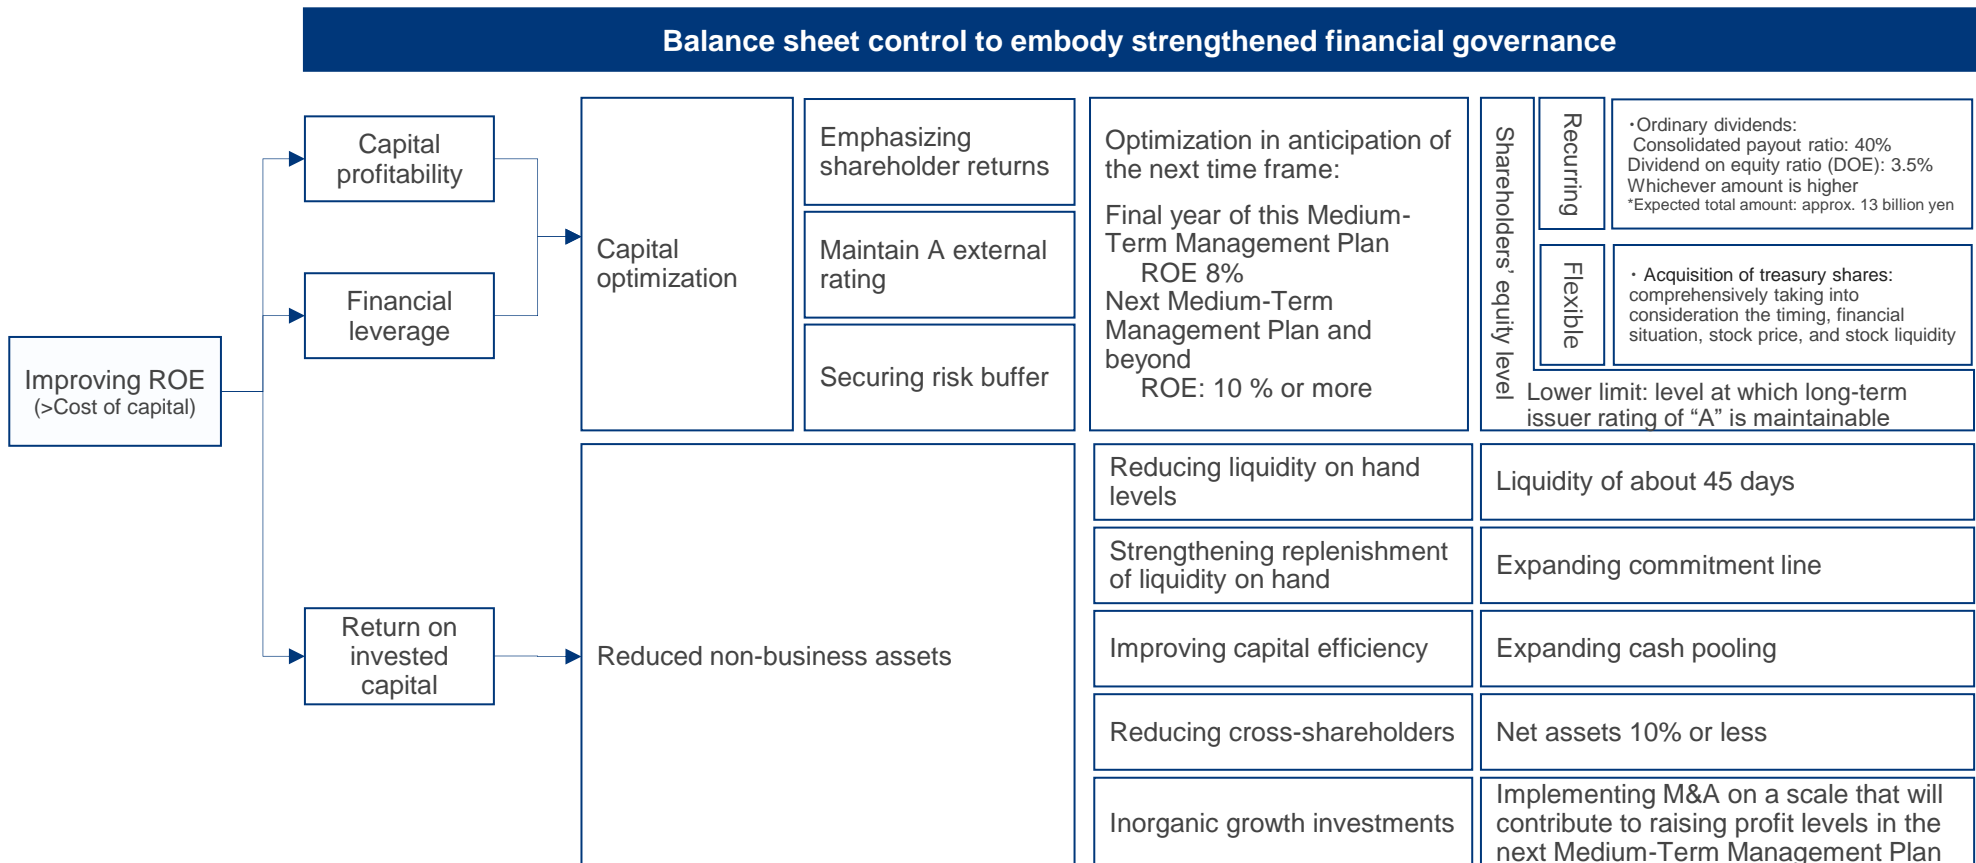 Balance sheet control to embody strengthened financial governance
Improving ROE
(>Cost of capital)
Capital
profitability
Financial
leverage
Return on
invested
capital
Capital
optimization
Emphasizing
shareholder returns
Maintain A external
rating
Securing risk buffer
Optimization in anticipation of
the next time frame:
Final year of this Medium-
Term Management Plan
ROE 8%
Next Medium-Term
Management Plan and
beyond
ROE: 10 % or more
Shareholders’ equity level
Recurring
・Ordinary dividends:
Consolidated payout ratio: 40%
Dividend on equity ratio (DOE): 3.5%
Whichever amount is higher
*Expected total amount: approx. 13 billion yen
Flexible
・ Acquisition of treasury shares:
comprehensively taking into
consideration the timing, financial
situation, stock price, and stock liquidity
Lower limit: level at which long-term
issuer rating of “A” is maintainable
Reduced non-business assets
Reducing liquidity on hand
levels
Liquidity of about 45 days
Strengthening replenishment
of liquidity on hand
Expanding commitment line
Improving capital efficiency
Expanding cash pooling
Reducing cross-shareholders
Net assets 10% or less
Inorganic growth investments
Implementing M&A on a scale that will
contribute to raising profit levels in the
next Medium-Term Management Plan